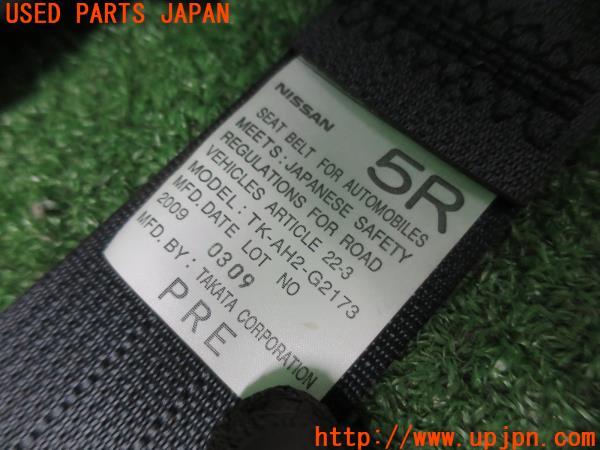 USED PARTS JAPAN
NISSAN
5R
SEAT BELT FOR AUTOMOBILES
MEETS:JAPANESE SAFETY
REGULATIONS FOR ROAD
VEHICLES ARTICLE 22-3
MODEL: TK-AH2-G2173
MFD.DATE LOT NO
2009 0309
MFD.BY: TAKATA CORPORATION
PRE
http://www.upjpn.com